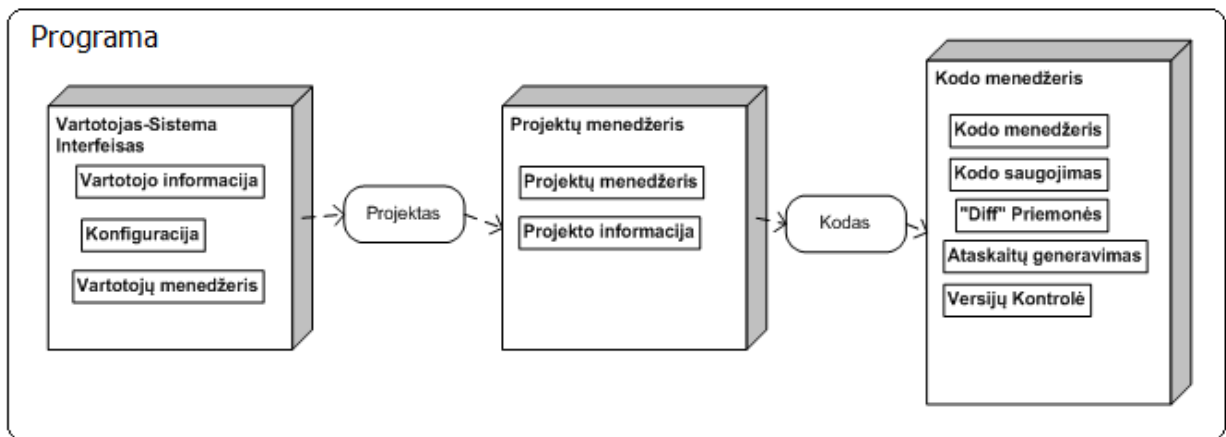 Programa
Vartotojas-Sistema
Interfeisas
Vartotojo informacija
Konfiguracija
Vartotojų menedžeris
Projektas
Projektų menedžeris
Projektų menedžeris
Projekto informacija
Kodas
Kodo menedžeris
Kodo menedžeris
Kodo saugojimas
"Diff" Priemonės
Ataskaitų generavimas
Versijų Kontrolė